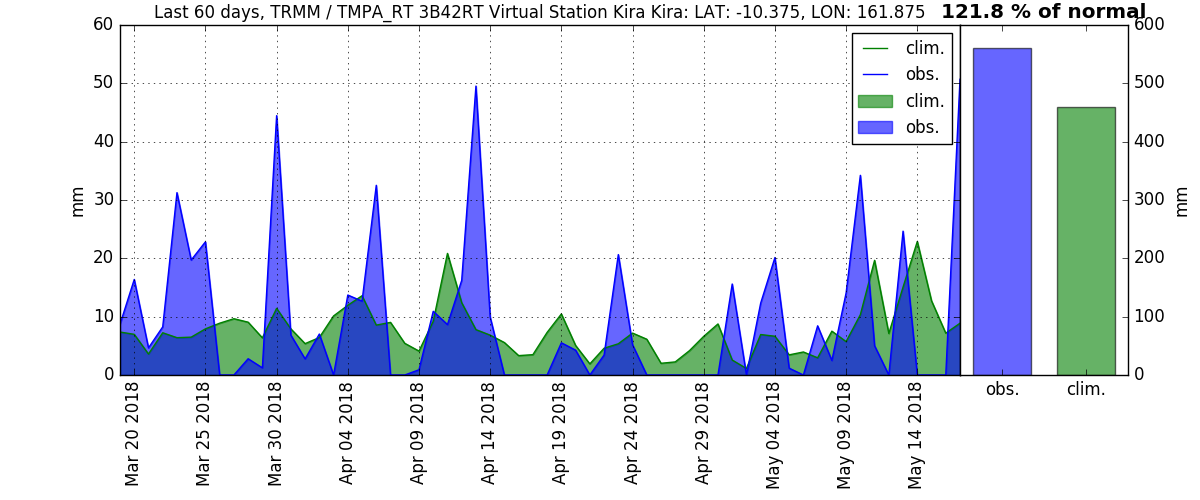 Last 60 days, TRMM / TMPA_RT 3B42RT Virtual Station Kira Kira: LAT: -10.375, LON: 161.875
121.8 % of normal
60
50
40
30
20
10
0
mm
clim.
obs.
clim.
obs.
600
500
400
300
200
100
0
mm
Mar 20 2018
Mar 25 2018
Mar 30 2018
Apr 04 2018
Apr 09 2018
Apr 14 2018
Apr 19 2018
Apr 24 2018
Apr 29 2018
May 04 2018
May 09 2018
May 14 2018
obs.
clim.